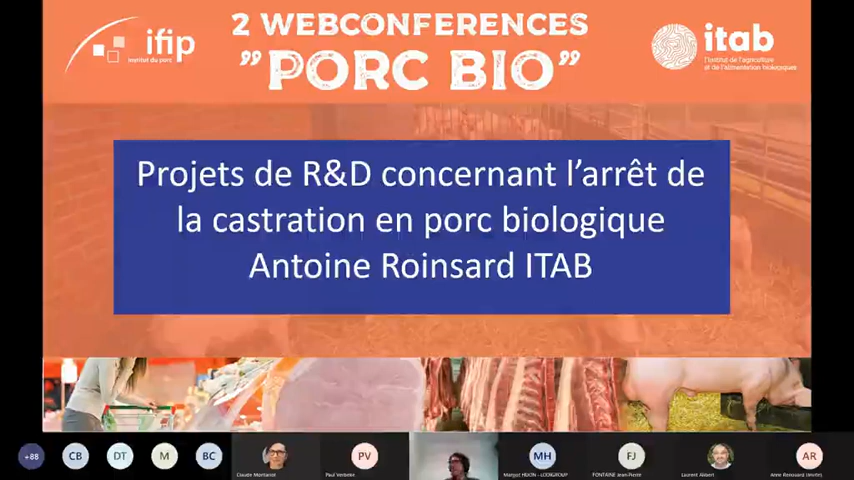 ifip
institut du porc
2 WEBCONFERENCES
"PORC BIO"
itab
l'institut de l'agriculture
et de l'alimentation biologiques
Projets de R&D concernant l'arrêt de
la castration en porc biologique
Antoine Roinsard ITAB
+88
CB
DT
M
BC
PV
MH
FJ
AR
Claude Montariol
Paul Verbeke
FONTAINE Jean-Pierre
Laurent Alibert